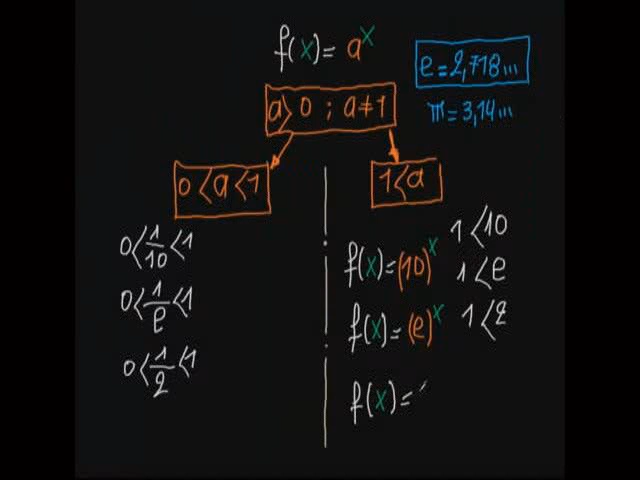 f(x) = a^x
e = 2,718...
π = 3,14...
a > 0 ; a ≠ 1
0 < a < 1
1 < a
0 < 1/10 < 1
0 < 1/e < 1
0 < 1/2 < 1
f(x) = (10)^x
1 < 10
f(x) = (e)^x
1 < e
1 < 2
f(x) =